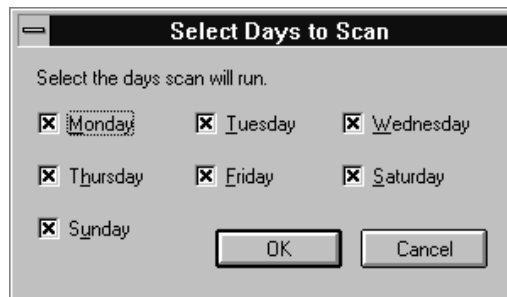 Select Days to Scan
Select the days scan will run.
Monday Tuesday Wednesday
Thursday Friday Saturday
Sunday
OK Cancel